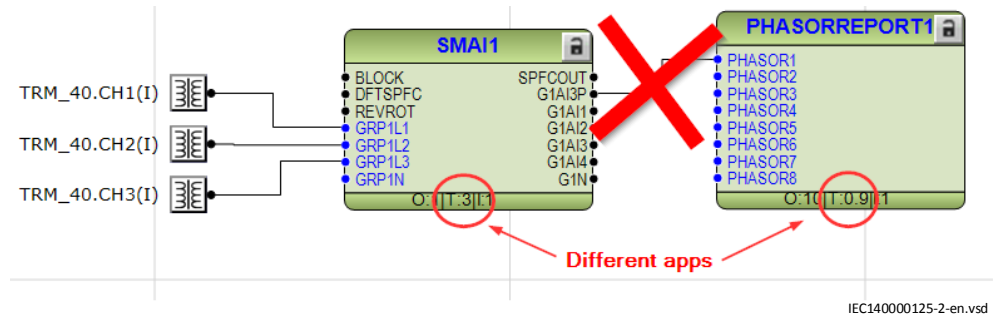 PHASORREPORT1
SMAI1
BLOCK
DFTSPFC
REVROT
GRP1L1
GRP1L2
GRP1L3
GRP1N
SPFCOUT
G1AI3P
G1AI1
G1AI2
G1AI3
G1AI4
G1N
PHASOR1
PHASOR2
PHASOR3
PHASOR4
PHASOR5
PHASOR6
PHASOR7
PHASOR8
TRM_40.CH1(I)
TRM_40.CH2(I)
TRM_40.CH3(I)
O:1|T:3|I:1
O:10|T:0.9|I:1
Different apps
IEC140000125-2-en.vsd